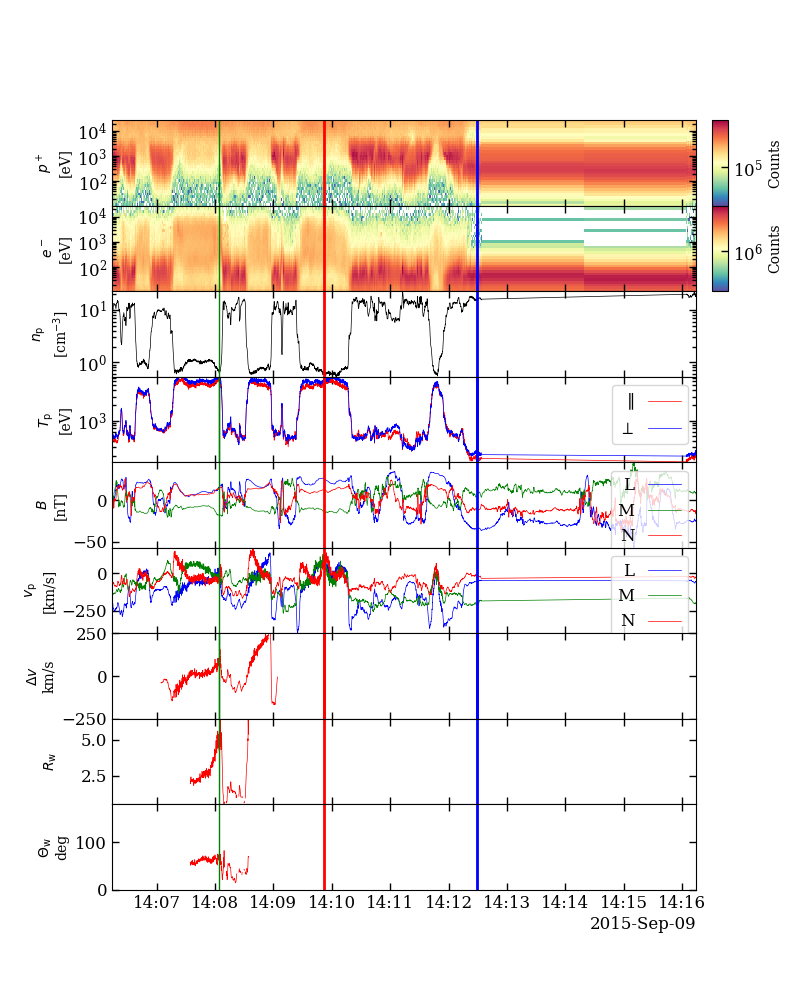 10⁴
10³
10²
p⁺
[eV]
10⁵
Counts
10⁴
10³
10²
e⁻
[eV]
10⁶
Counts
10¹
10⁰
nₚ
[cm⁻³]
10³
Tₚ
[eV]
∥
⊥
0
−50
B
[nT]
L
M
N
0
−250
vₚ
[km/s]
L
M
N
250
0
−250
Δv
km/s
5.0
2.5
R_w
100
0
Θ_w
deg
14:07 14:08 14:09 14:10 14:11 14:12 14:13 14:14 14:15 14:16
2015-Sep-09